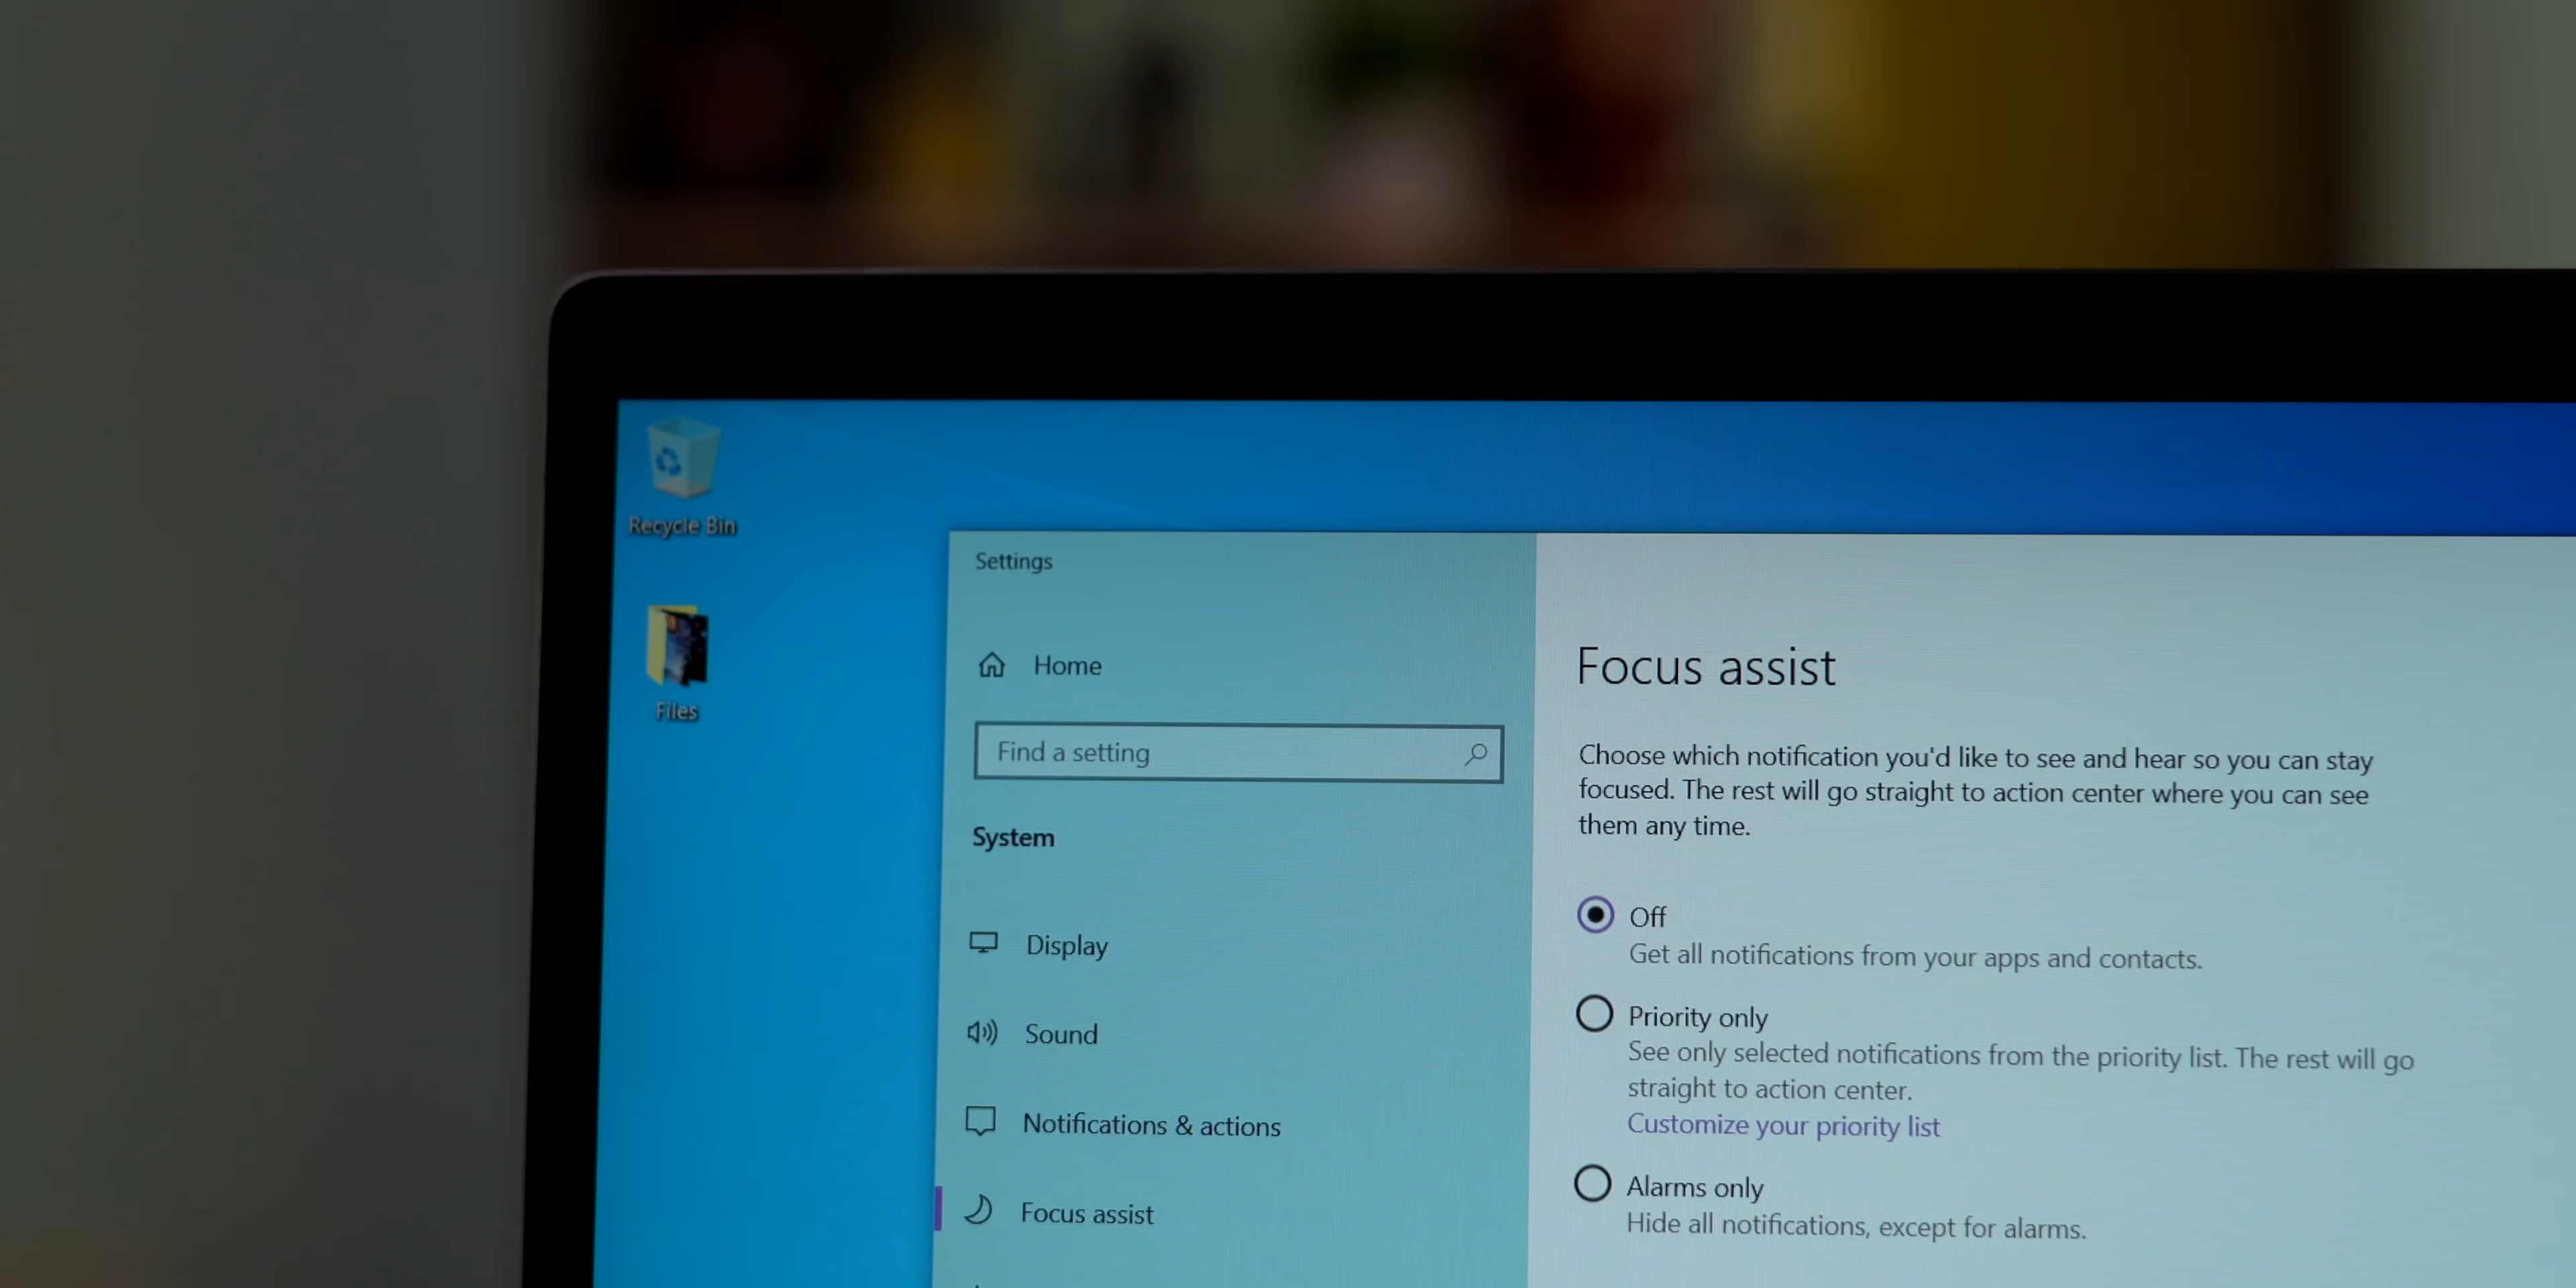 Recycle Bin
Files
Settings
Home
Find a setting
System
Display
Sound
Notifications & actions
Focus assist
Focus assist
Choose which notification you'd like to see and hear so you can stay
focused. The rest will go straight to action center where you can see
them any time.
Off
Get all notifications from your apps and contacts.
Priority only
See only selected notifications from the priority list. The rest will go
straight to action center.
Customize your priority list
Alarms only
Hide all notifications, except for alarms.